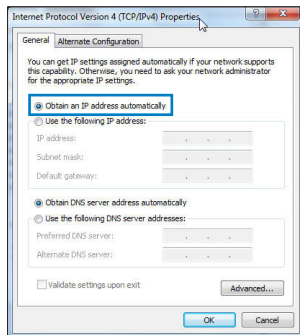 Internet Protocol Version 4 (TCP/IPv4) Properties
General
Alternate Configuration
You can get IP settings assigned automatically if your network supports
this capability. Otherwise, you need to ask your network administrator
for the appropriate IP settings.
Obtain an IP address automatically
Use the following IP address:
IP address:
Subnet mask:
Default gateway:
Obtain DNS server address automatically
Use the following DNS server addresses:
Preferred DNS server:
Alternate DNS server:
Validate settings upon exit
Advanced...
OK
Cancel